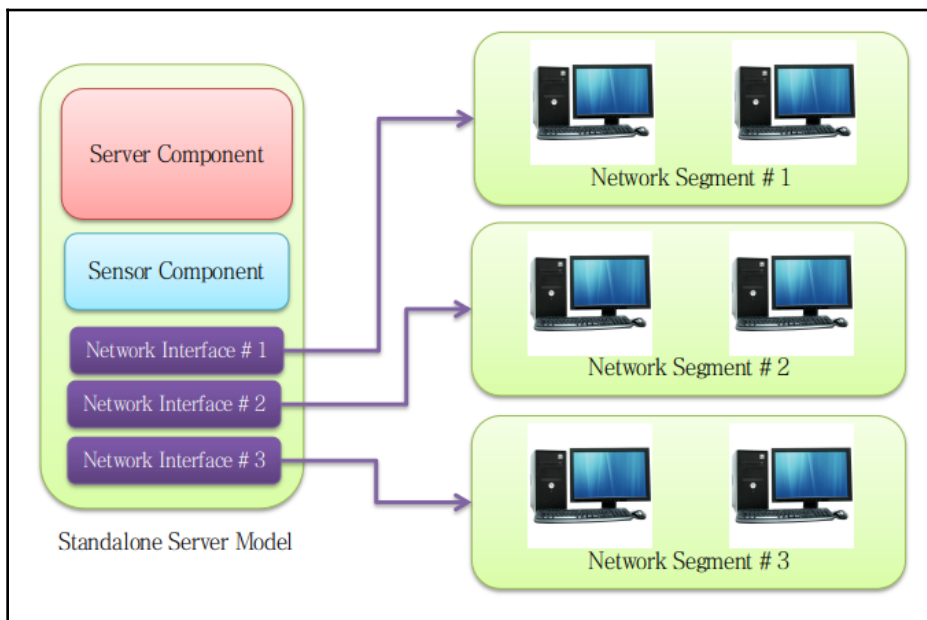 Server Component
Sensor Component
Network Interface # 1
Network Interface # 2
Network Interface # 3
Standalone Server Model
Network Segment # 1
Network Segment # 2
Network Segment # 3